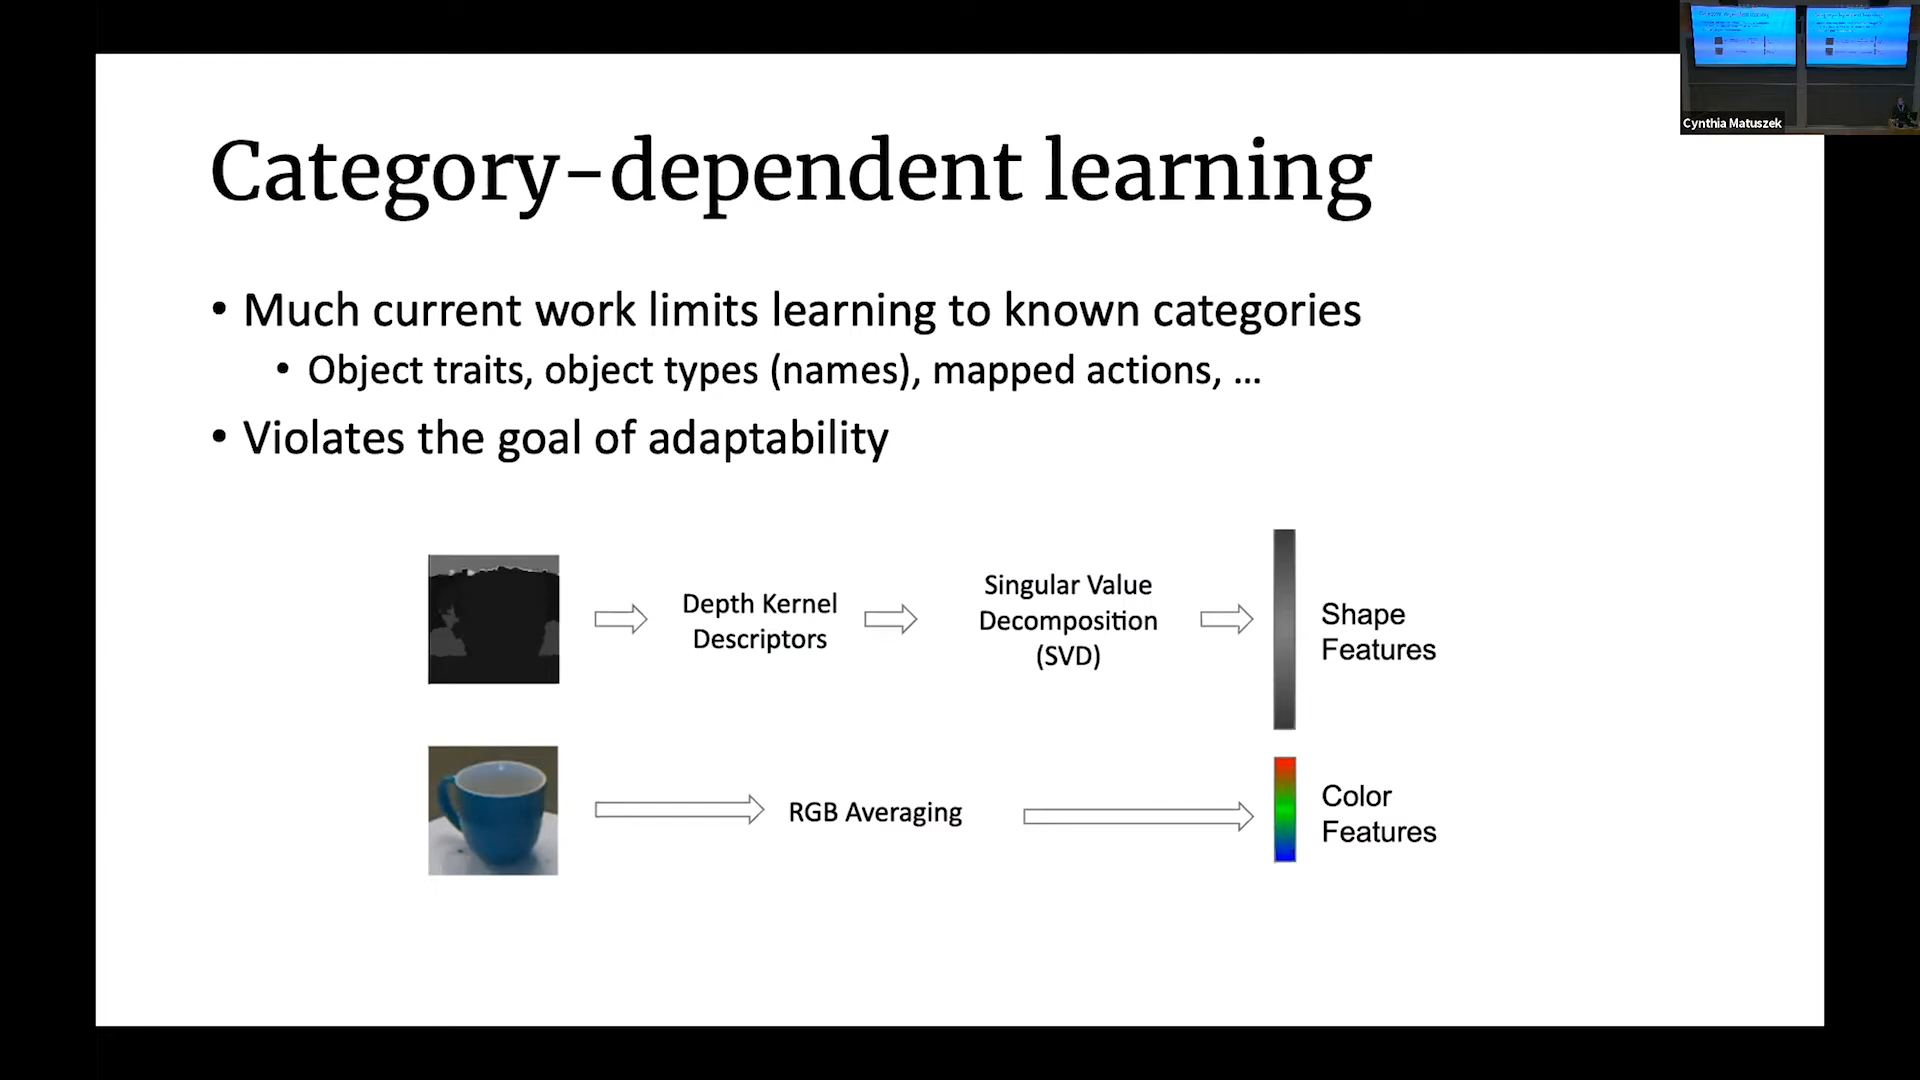 Cynthia Matuszek
Category-dependent learning
• Much current work limits learning to known categories
• Object traits, object types (names), mapped actions, ...
• Violates the goal of adaptability
Depth Kernel
Descriptors
Singular Value
Decomposition
(SVD)
Shape
Features
RGB Averaging
Color
Features